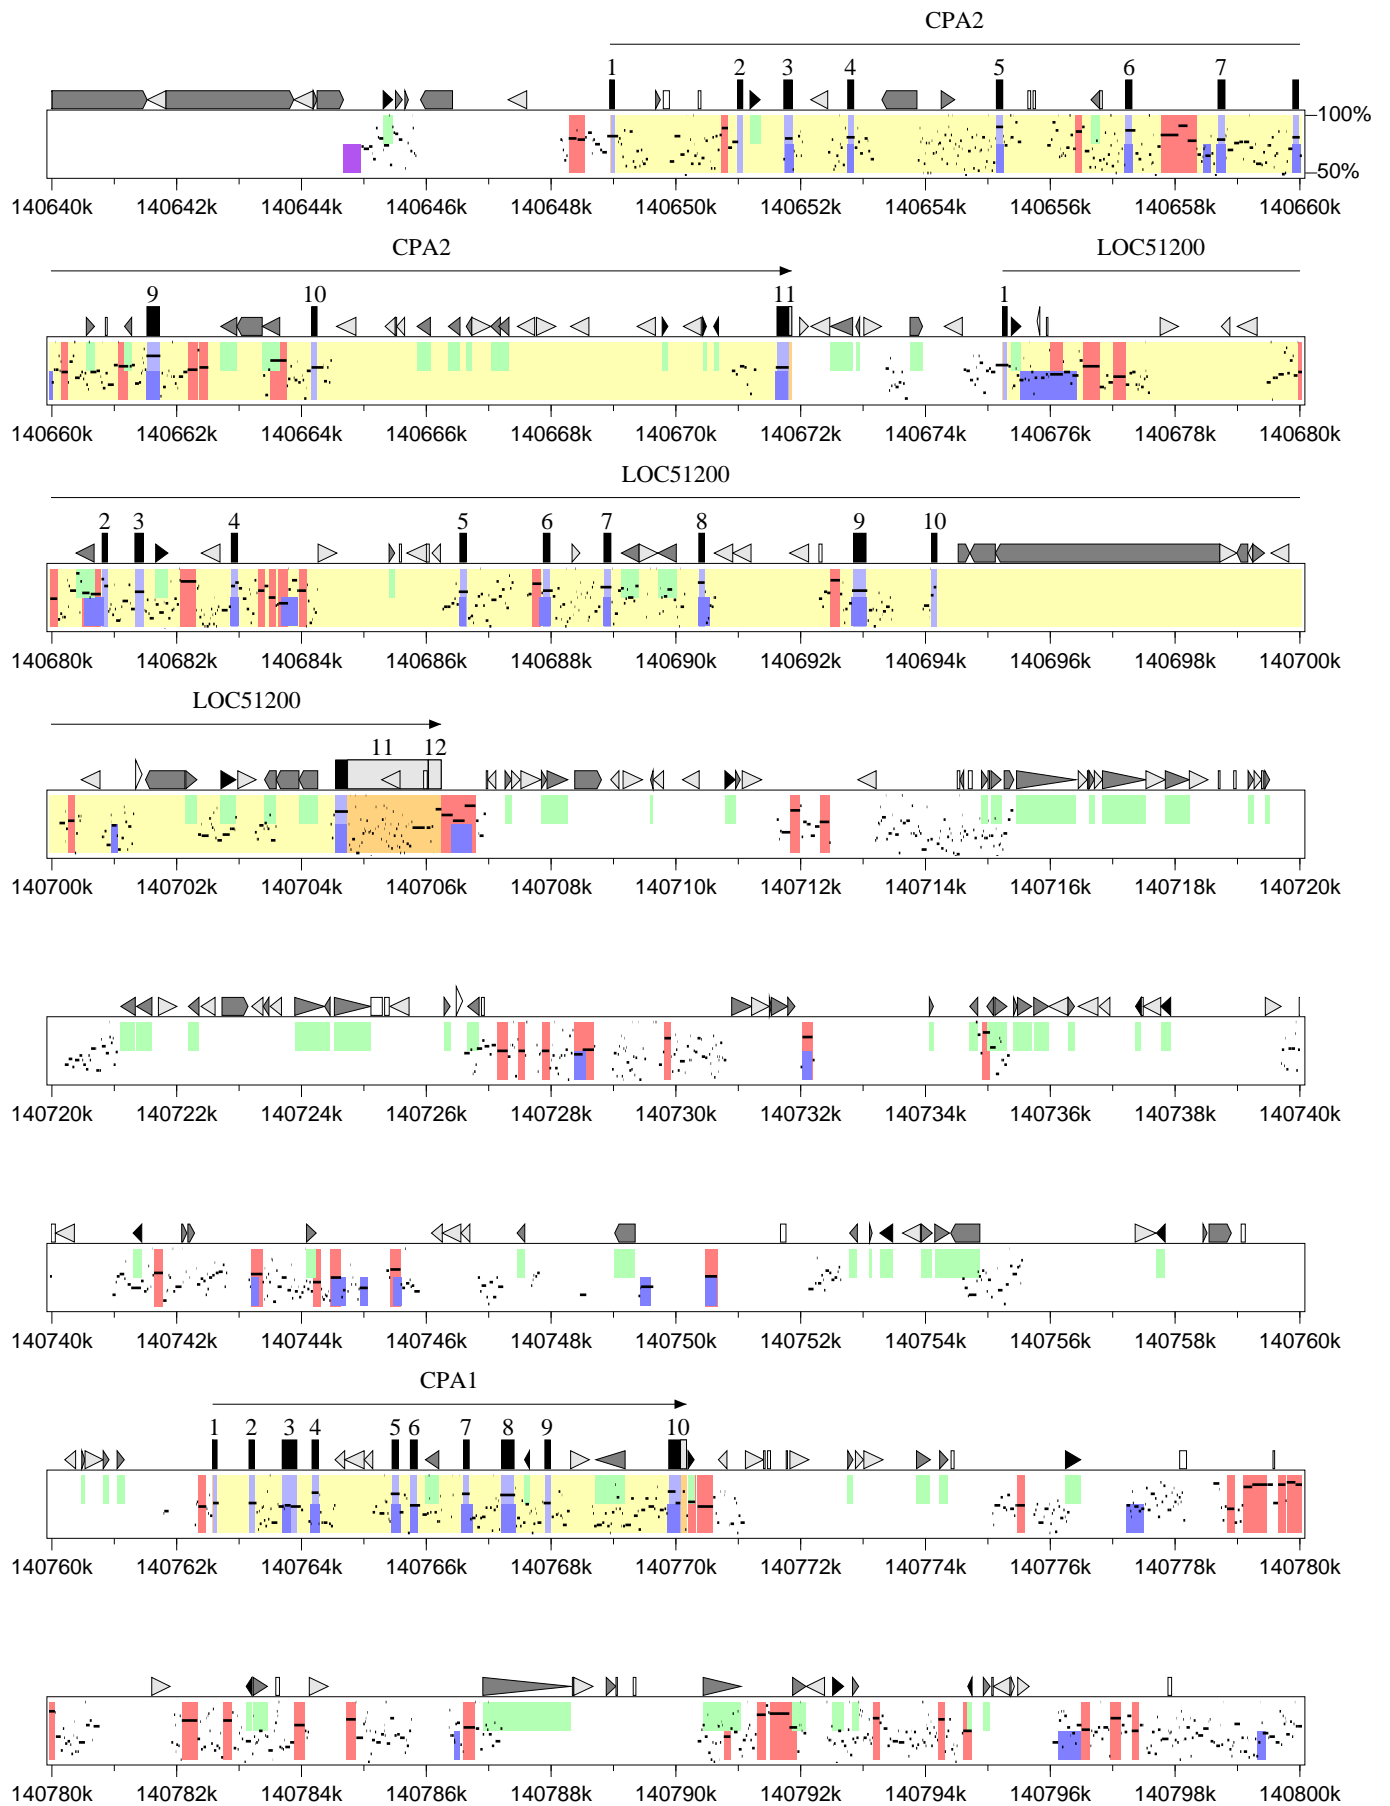 CPA2
1 2 3 4 5 6 7
100%
50%
140640k 140642k 140644k 140646k 140648k 140650k 140652k 140654k 140656k 140658k 140660k
CPA2 LOC51200
9 10 11 1
140660k 140662k 140664k 140666k 140668k 140670k 140672k 140674k 140676k 140678k 140680k
LOC51200
2 3 4 5 6 7 8 9 10
140680k 140682k 140684k 140686k 140688k 140690k 140692k 140694k 140696k 140698k 140700k
LOC51200
11 12
140700k 140702k 140704k 140706k 140708k 140710k 140712k 140714k 140716k 140718k 140720k
140720k 140722k 140724k 140726k 140728k 140730k 140732k 140734k 140736k 140738k 140740k
140740k 140742k 140744k 140746k 140748k 140750k 140752k 140754k 140756k 140758k 140760k
CPA1
1 2 3 4 5 6 7 8 9 10
140760k 140762k 140764k 140766k 140768k 140770k 140772k 140774k 140776k 140778k 140780k
140780k 140782k 140784k 140786k 140788k 140790k 140792k 140794k 140796k 140798k 140800k